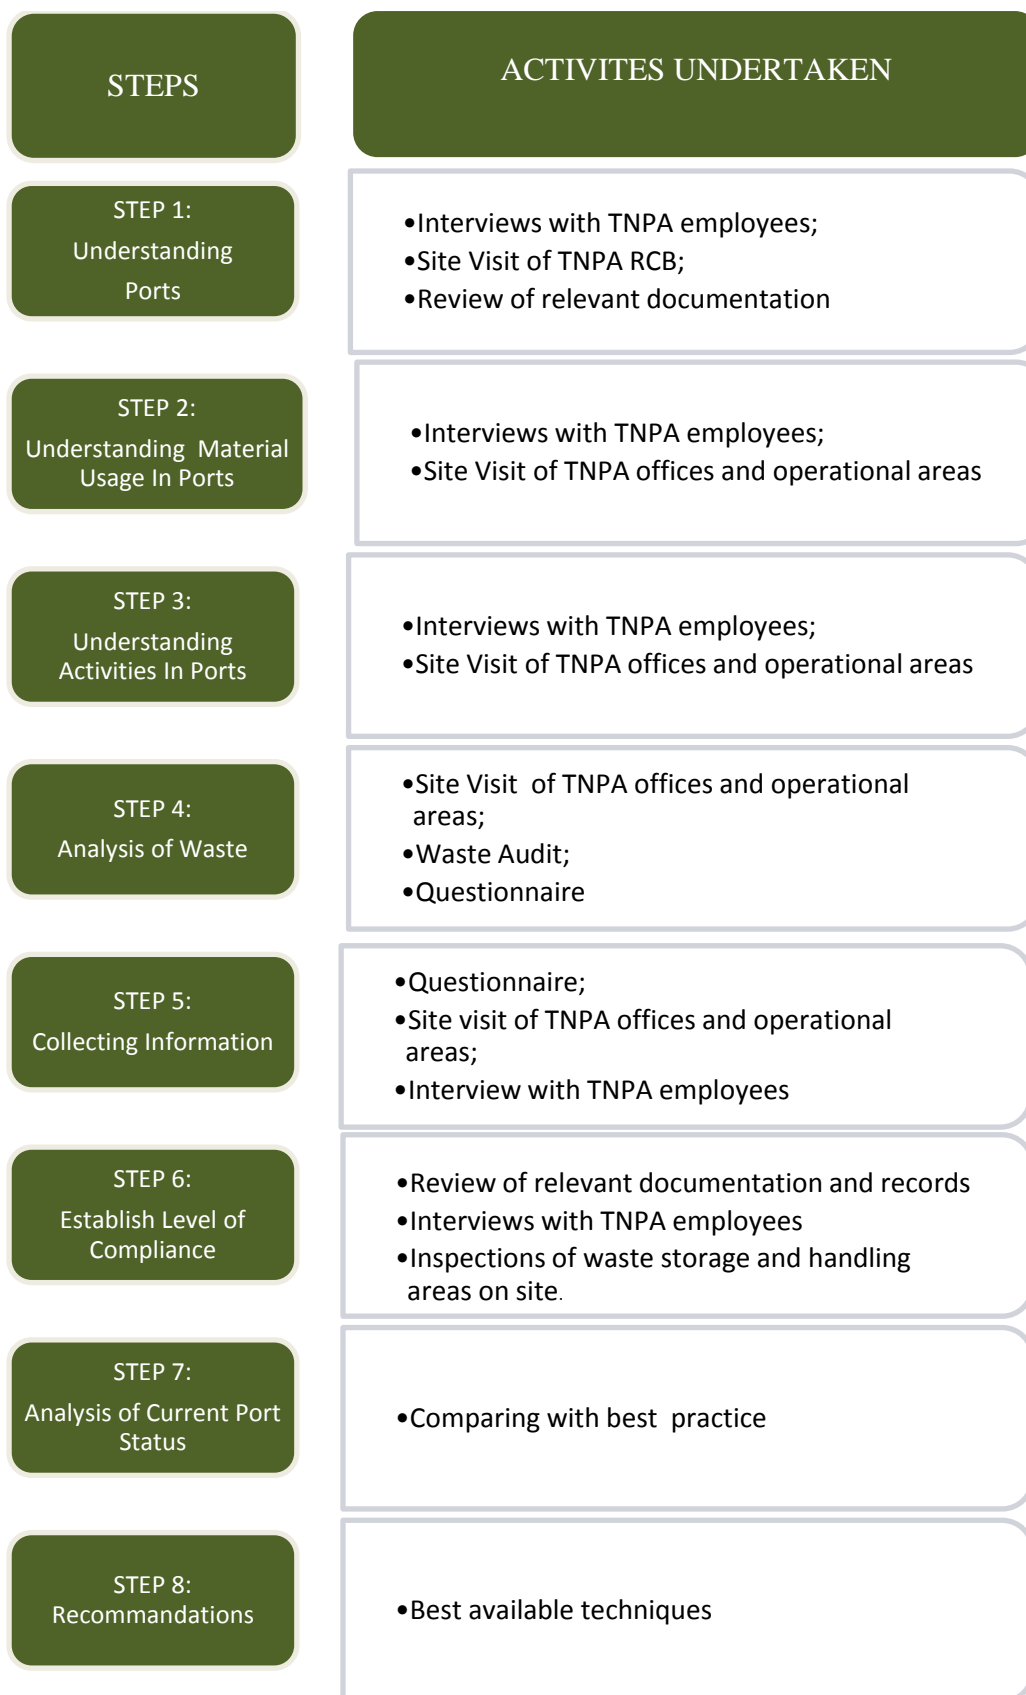 STEPS
ACTIVITES UNDERTAKEN
STEP 1:
Understanding
Ports
•Interviews with TNPA employees;
•Site Visit of TNPA RCB;
•Review of relevant documentation
STEP 2:
Understanding Material
Usage In Ports
•Interviews with TNPA employees;
•Site Visit of TNPA offices and operational areas
STEP 3:
Understanding
Activities In Ports
•Interviews with TNPA employees;
•Site Visit of TNPA offices and operational areas
STEP 4:
Analysis of Waste
•Site Visit of TNPA offices and operational
areas;
•Waste Audit;
•Questionnaire
STEP 5:
Collecting Information
•Questionnaire;
•Site visit of TNPA offices and operational
areas;
•Interview with TNPA employees
STEP 6:
Establish Level of
Compliance
•Review of relevant documentation and records
•Interviews with TNPA employees
•Inspections of waste storage and handling
areas on site.
STEP 7:
Analysis of Current Port
Status
•Comparing with best practice
STEP 8:
Recommandations
•Best available techniques